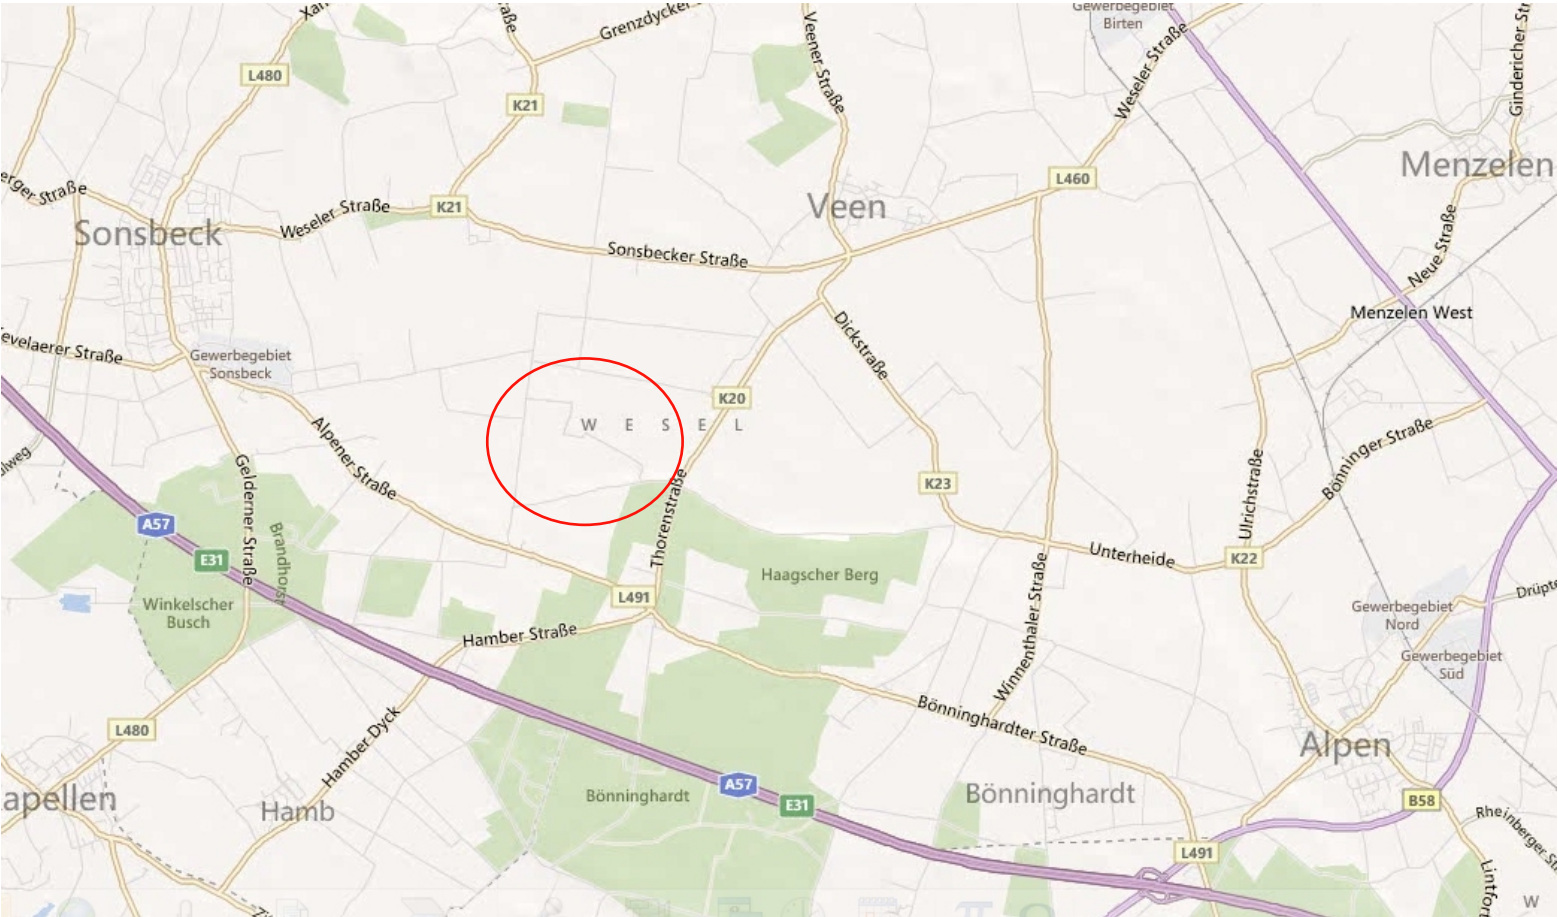 Gewerbegebiet
Birten
Grenzdycker
Veener Straße
Weseler Straße
Gindericher
L480
K21
Menzelen
L460
Veen
K21
Weseler Straße
Sonsbeck
Sonsbecker Straße
Neue Straße
Menzelen West
Dickstraße
Gewerbegebiet
Sonsbeck
K20
W E S E L
Alpener Straße
Bönninger Straße
Gelderner Straße
Thorenstraße
K23
Ulrichstraße
A57
Brandhorst
E31
Unterheide
K22
Haagscher Berg
Winkelscher
Busch
L491
Winnenthaler Straße
Gewerbegebiet
Nord
Hamber Straße
Gewerbegebiet
Süd
L480
Hamber Dyck
Bönninghardter Straße
Alpen
apellen
Hamb
Bönninghardt
A57
E31
Bönninghardt
B58
Rheinberger
L491
W